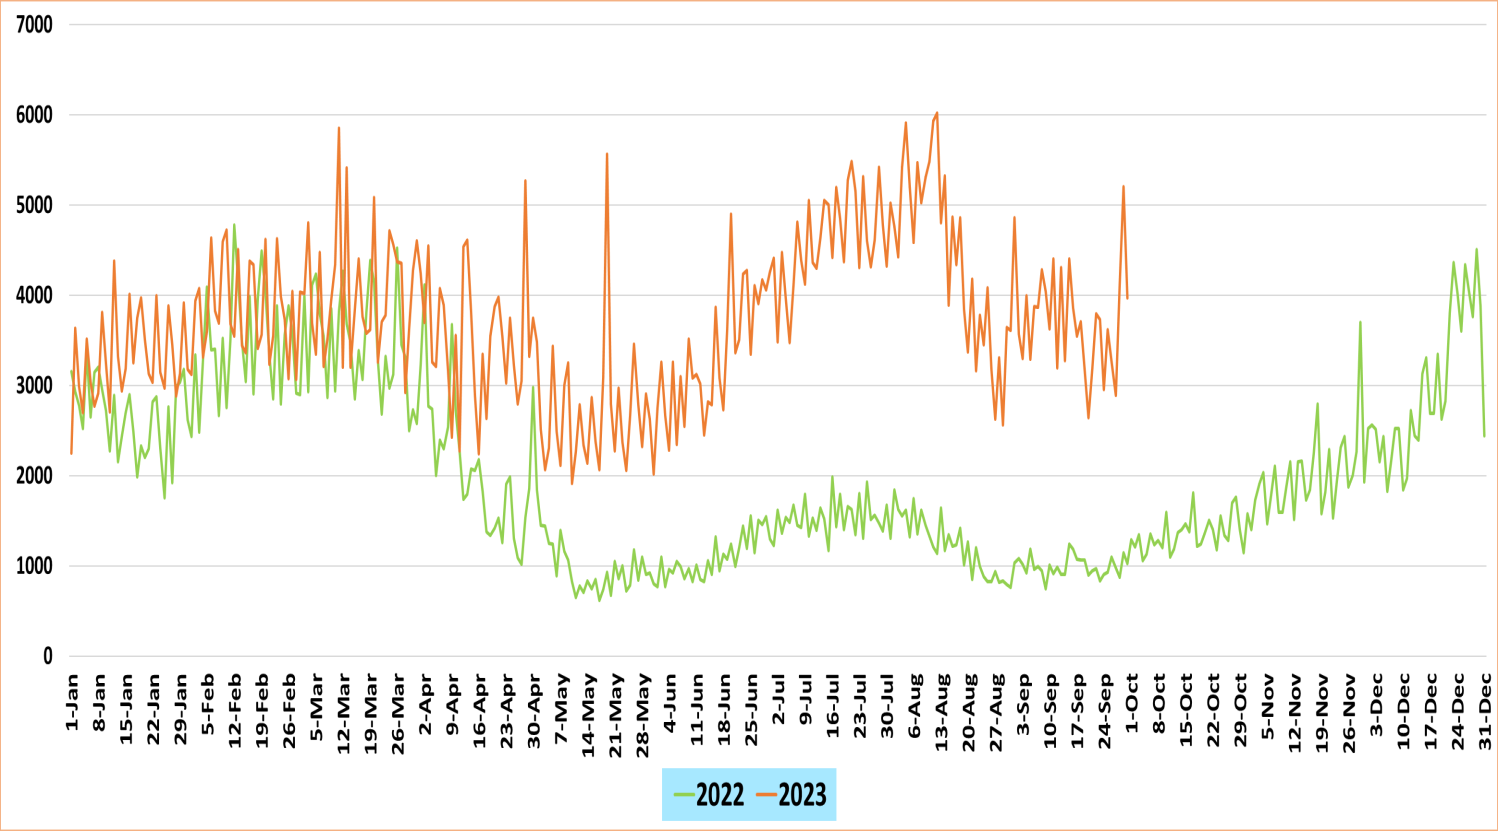 7000
6000
5000
4000
3000
2000
1000
0
1-Jan
8-Jan
15-Jan
22-Jan
29-Jan
5-Feb
12-Feb
19-Feb
26-Feb
5-Mar
12-Mar
19-Mar
26-Mar
2-Apr
9-Apr
16-Apr
23-Apr
30-Apr
7-May
14-May
21-May
28-May
4-Jun
11-Jun
18-Jun
25-Jun
2-Jul
9-Jul
16-Jul
23-Jul
30-Jul
6-Aug
13-Aug
20-Aug
27-Aug
3-Sep
10-Sep
17-Sep
24-Sep
1-Oct
8-Oct
15-Oct
22-Oct
29-Oct
5-Nov
12-Nov
19-Nov
26-Nov
3-Dec
10-Dec
17-Dec
24-Dec
31-Dec
2022 2023